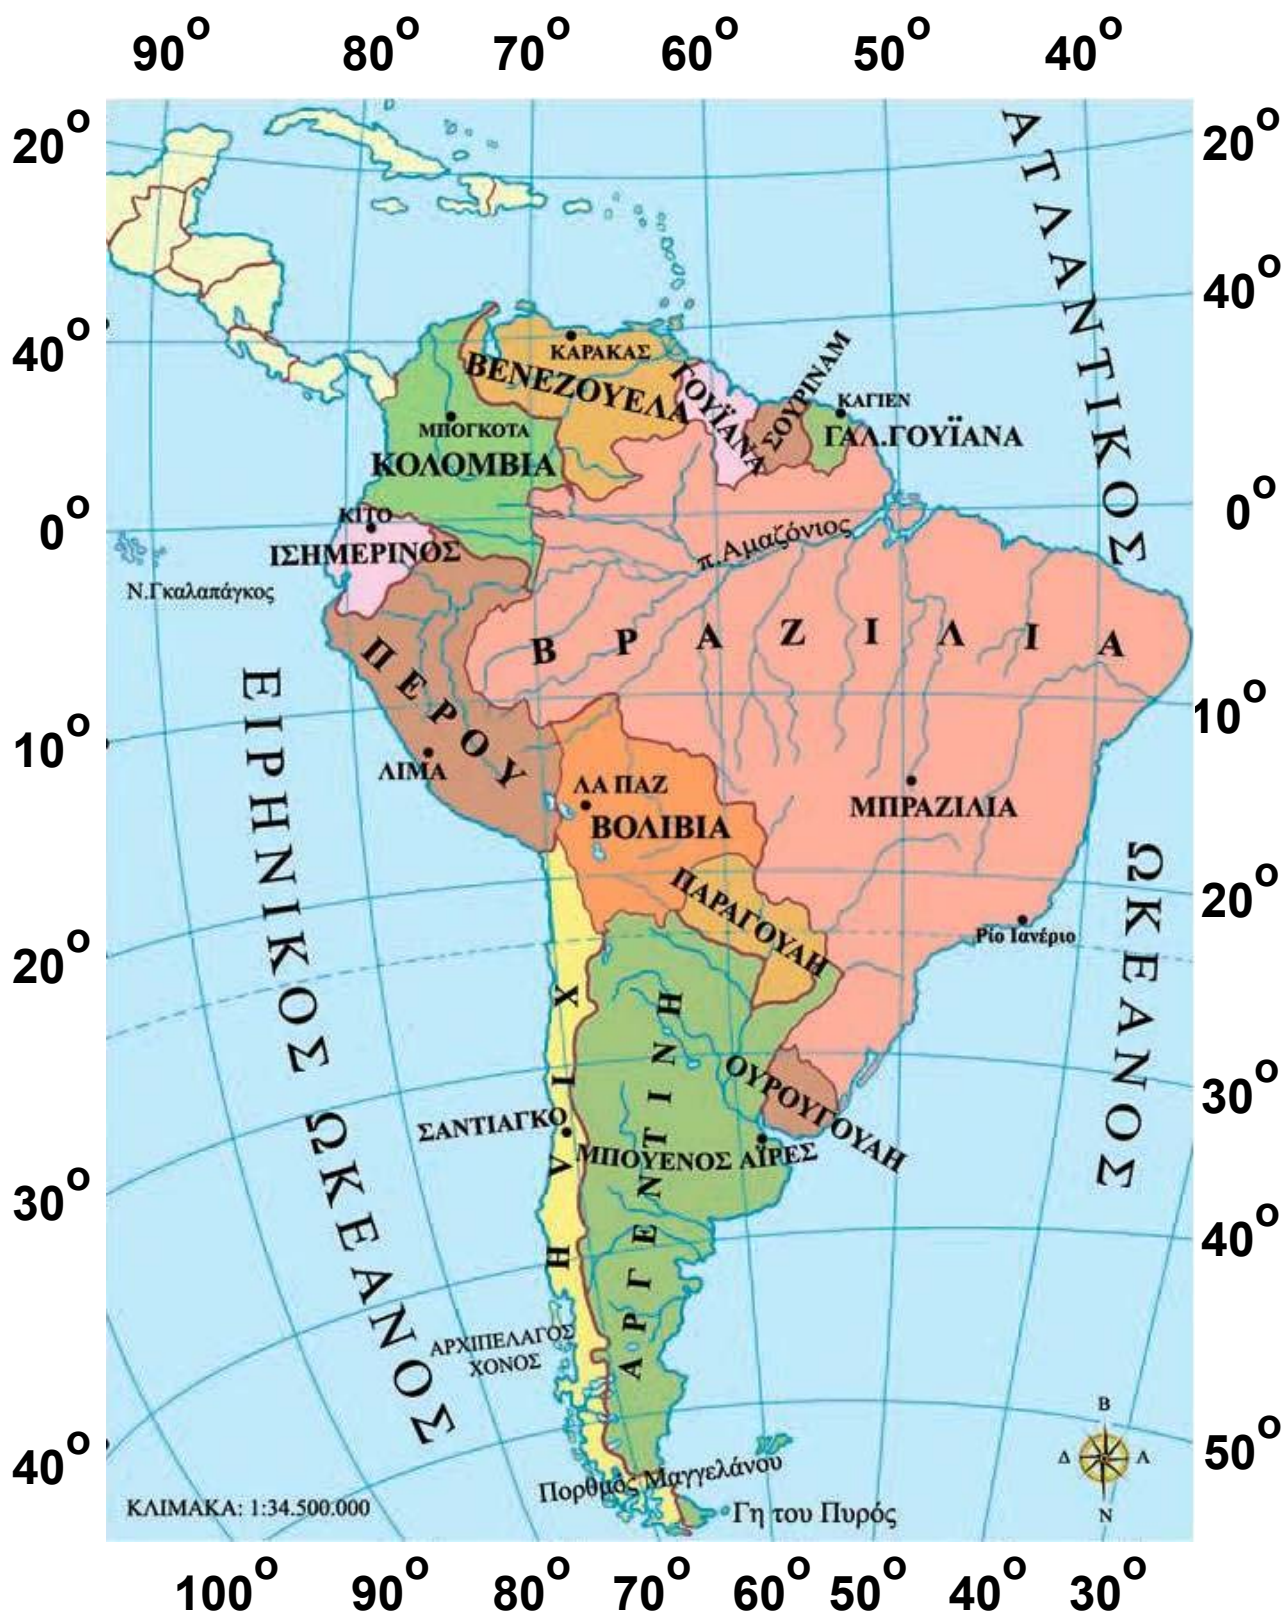 90° 80° 70° 60° 50° 40°
20° 20°
ΑΤΛΑΝΤΙΚΟΣ
40°
40°
ΚΑΡΑΚΑΣ
ΒΕΝΕΖΟΥΕΛΑ
ΓΟΥΪΑΝΑ
ΣΟΥΡΙΝΑΜ
ΚΑΓΙΕΝ
ΓΑΛ.ΓΟΥΪΑΝΑ
ΜΠΟΓΚΟΤΑ
ΚΟΛΟΜΒΙΑ
0° 0°
ΚΙΤΟ
ΙΣΗΜΕΡΙΝΟΣ
π.Αμαζόνιος
Ν.Γκαλαπάγκος
ΒΡΑΖΙΛΙΑ
ΠΕΡΟΥ
ΕΙΡΗΝΙΚΟΣ ΩΚΕΑΝΟΣ
10° 10°
ΛΙΜΑ
ΛΑ ΠΑΖ
ΒΟΛΙΒΙΑ
ΜΠΡΑΖΙΛΙΑ
ΩΚΕΑΝΟΣ
ΠΑΡΑΓΟΥΑΗ
20°
Ρίο Ιανέριο
20°
ΧΙΛΗ
ΑΡΓΕΝΤΙΝΗ
ΟΥΡΟΥΓΟΥΑΗ
30°
ΣΑΝΤΙΑΓΚΟ
ΜΠΟΥΕΝΟΣ ΑΪΡΕΣ
30°
40°
ΑΡΧΙΠΕΛΑΓΟΣ
ΧΟΝΟΣ
Β
Δ Α
Ν
40° 50°
Πορθμός Μαγγελάνου
ΚΛΙΜΑΚΑ: 1:34.500.000
Γη του Πυρός
100° 90° 80° 70° 60° 50° 40° 30°